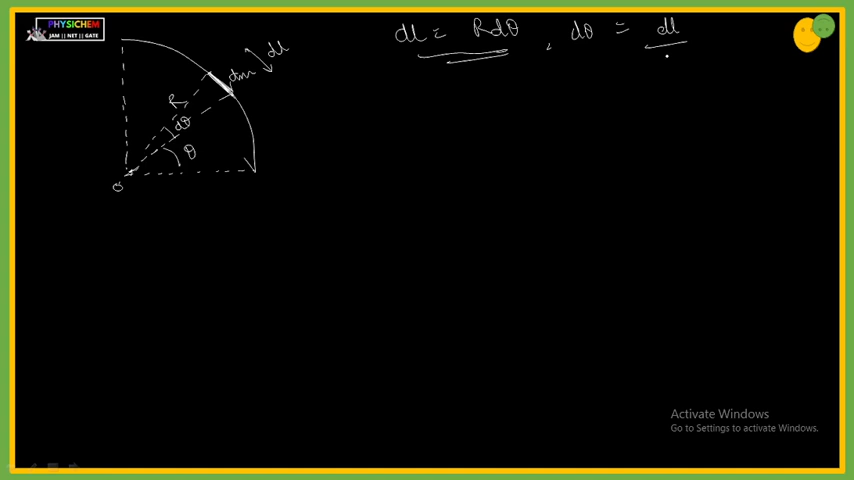 PHYSICHEM
JAM || NET || GATE
dl = Rdθ , dθ = dl
dl
dm
R
dθ
θ
O
Activate Windows
Go to Settings to activate Windows.